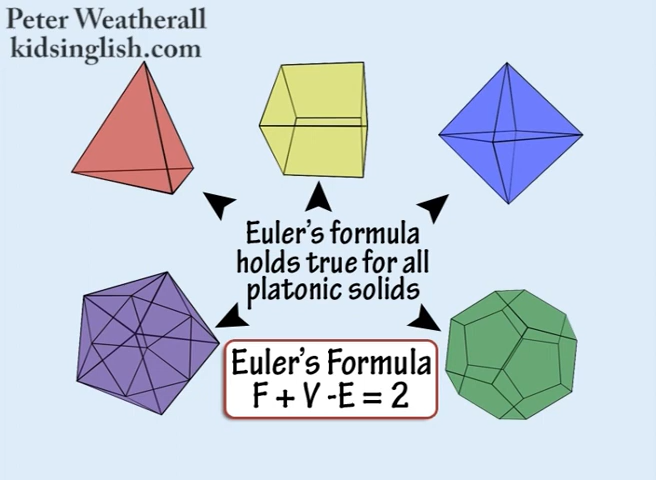 Peter Weatherall
kidsinglish.com
Euler's formula
holds true for all
platonic solids
Euler's Formula
F + V -E = 2